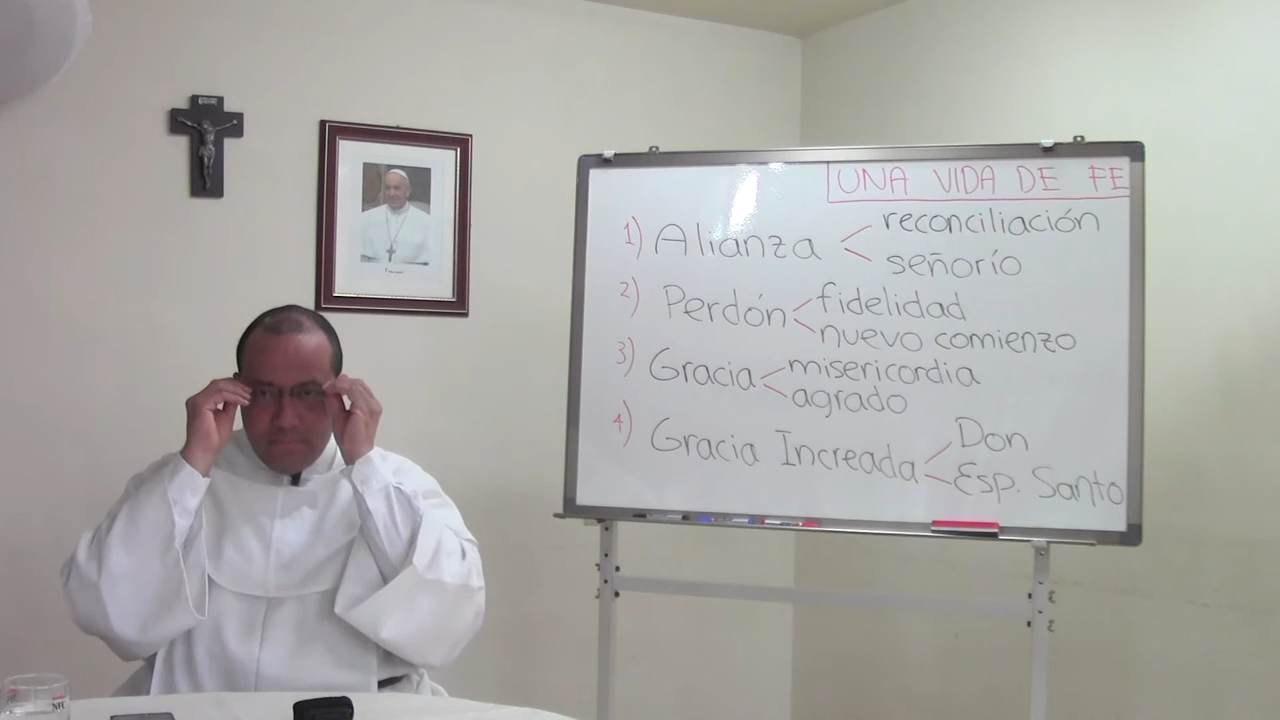 UNA VIDA DE FE
1) Alianza < reconciliación
señorío
2) Perdón < fidelidad
nuevo comienzo
3) Gracia < misericordia
agrado
4) Gracia Increada < Don
Esp. Santo